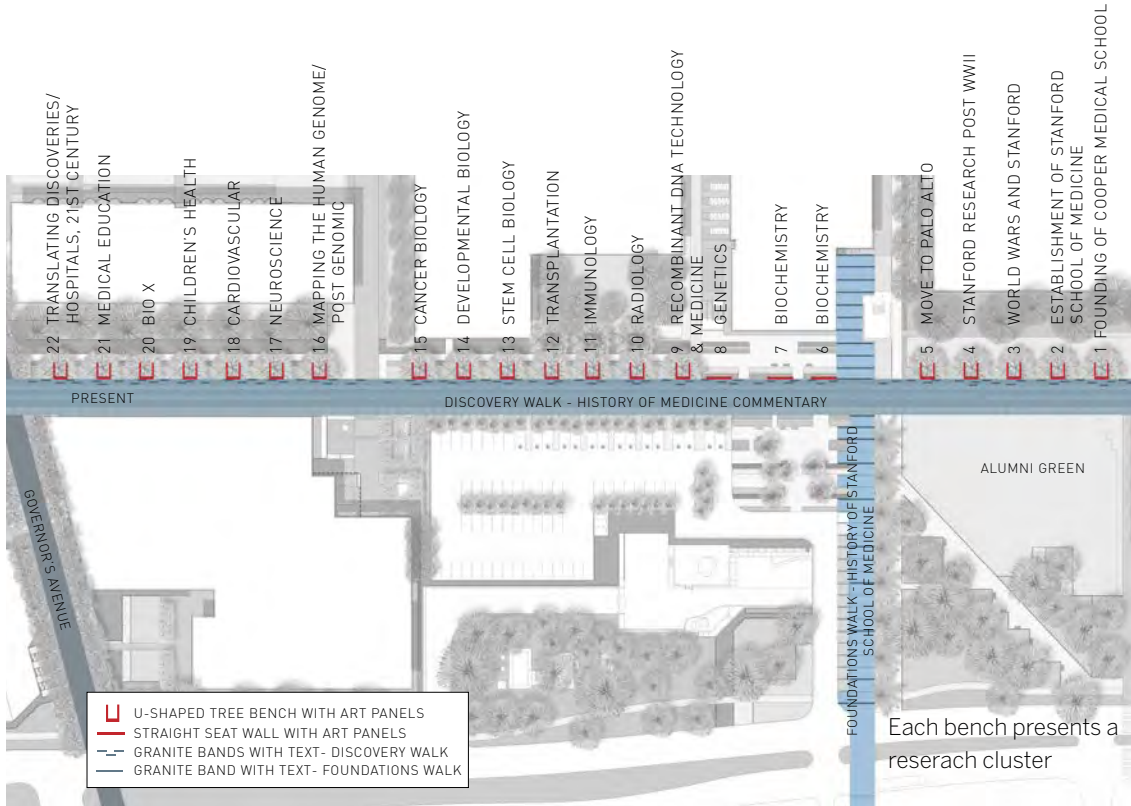 22 TRANSLATING DISCOVERIES/
HOSPITALS, 21ST CENTURY
21 MEDICAL EDUCATION
20 BIO X
19 CHILDREN'S HEALTH
18 CARDIOVASCULAR
17 NEUROSCIENCE
16 MAPPING THE HUMAN GENOME/
POST GENOMIC
15 CANCER BIOLOGY
14 DEVELOPMENTAL BIOLOGY
13 STEM CELL BIOLOGY
12 TRANSPLANTATION
11 IMMUNOLOGY
10 RADIOLOGY
9 RECOMBINANT DNA TECHNOLOGY
& MEDICINE
8 GENETICS
7 BIOCHEMISTRY
6 BIOCHEMISTRY
5 MOVE TO PALO ALTO
4 STANFORD RESEARCH POST WWII
3 WORLD WARS AND STANFORD
2 ESTABLISHMENT OF STANFORD
SCHOOL OF MEDICINE
1 FOUNDING OF COOPER MEDICAL SCHOOL
PRESENT
DISCOVERY WALK - HISTORY OF MEDICINE COMMENTARY
GOVERNOR'S AVENUE
FOUNDATIONS WALK - HISTORY OF STANFORD
SCHOOL OF MEDICINE
ALUMNI GREEN
U-SHAPED TREE BENCH WITH ART PANELS
STRAIGHT SEAT WALL WITH ART PANELS
GRANITE BANDS WITH TEXT- DISCOVERY WALK
GRANITE BAND WITH TEXT- FOUNDATIONS WALK
Each bench presents a
reserach cluster